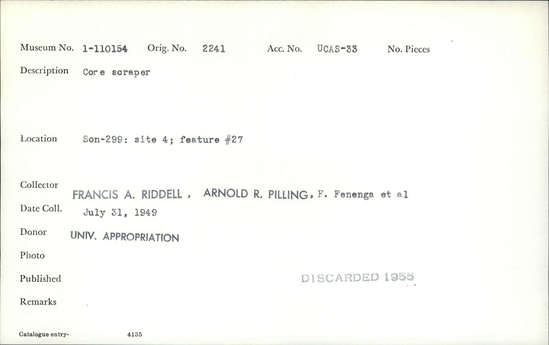 Museum No. 1-110154 Orig. No. 2241 Acc. No. UCAS-33 No. Pieces
Description Core scraper
Location Son-299: site 4; feature #27
Collector FRANCIS A. RIDDELL, ARNOLD R. PILLING, F. Fenenga et al
Date Coll. July 31, 1949
Donor UNIV. APPROPRIATION
Photo
Published DISCARDED 1955
Remarks
Catalogue entry- 4135